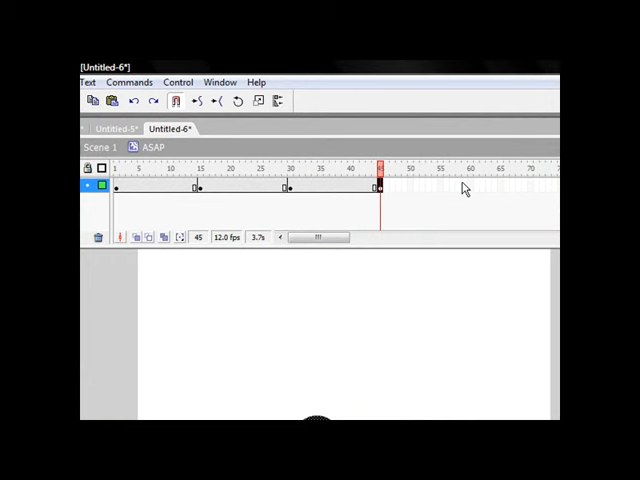 [Untitled-6*]
Text Commands Control Window Help
Untitled-5* Untitled-6*
Scene 1 ASAP
1 5 10 15 20 25 30 35 40 45 50 55 60 65 70
45 12.0 fps 3.7s